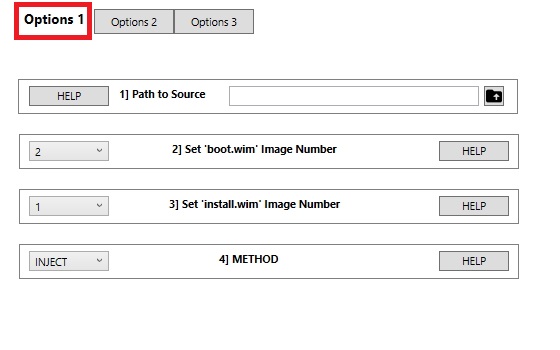 Options 1 Options 2 Options 3
HELP 1] Path to Source
2 2] Set 'boot.wim' Image Number HELP
1 3] Set 'install.wim' Image Number HELP
INJECT 4] METHOD HELP